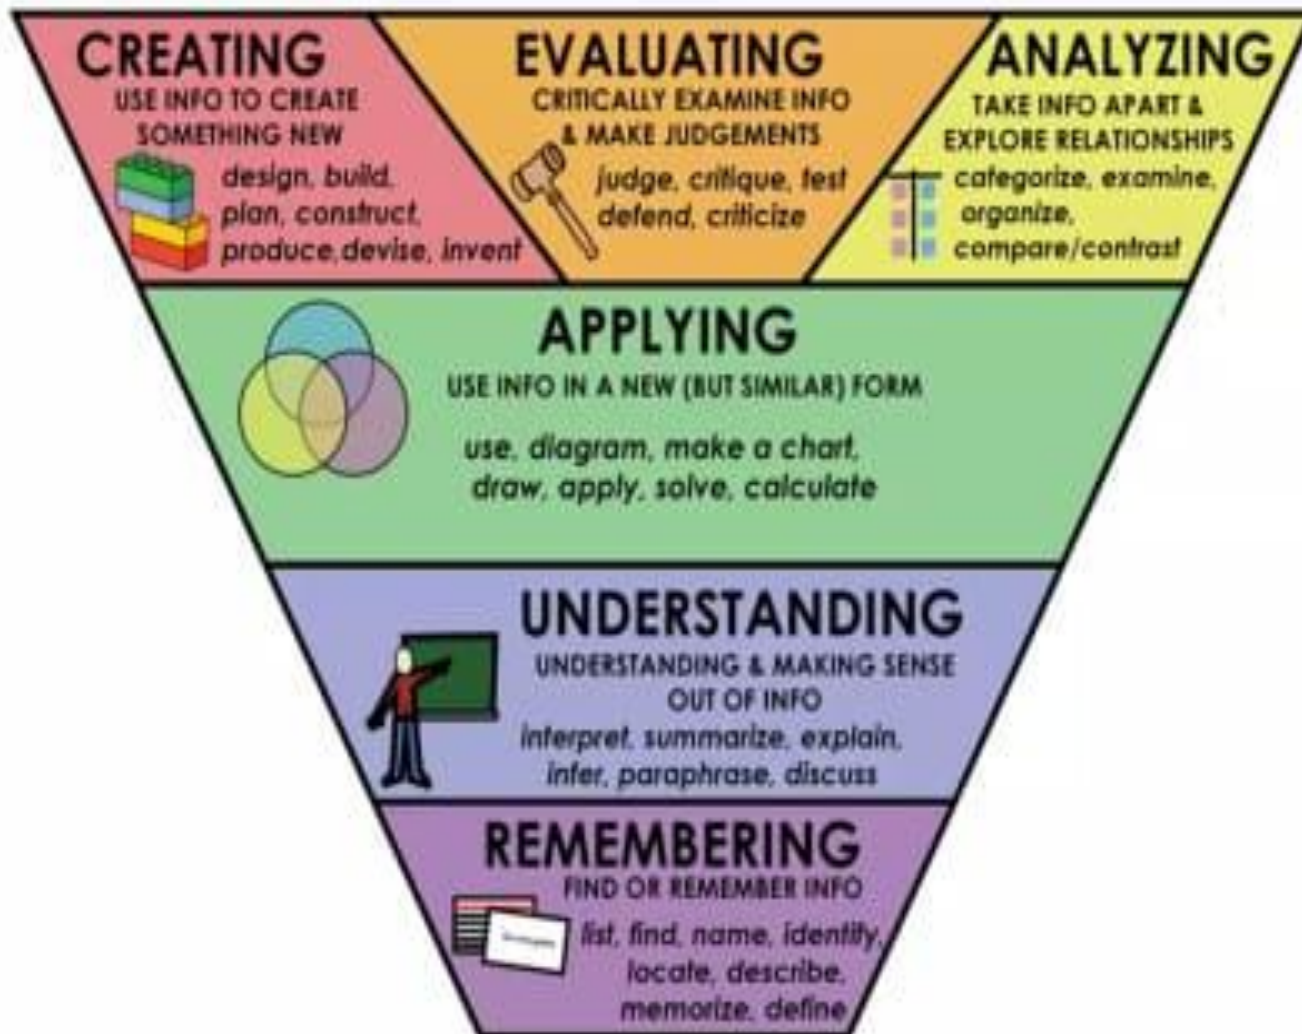 CREATING
USE INFO TO CREATE
SOMETHING NEW
design, build,
plan, construct,
produce,devise, invent
EVALUATING
CRITICALLY EXAMINE INFO
& MAKE JUDGEMENTS
judge, critique, test
defend, criticize
ANALYZING
TAKE INFO APART &
EXPLORE RELATIONSHIPS
categorize, examine,
organize,
compare/contrast
APPLYING
USE INFO IN A NEW (BUT SIMILAR) FORM
use, diagram, make a chart,
draw, apply, solve, calculate
UNDERSTANDING
UNDERSTANDING & MAKING SENSE
OUT OF INFO
interpret, summarize, explain,
infer, paraphrase, discuss
REMEMBERING
FIND OR REMEMBER INFO
list, find, name, identify,
locate, describe,
memorize, define